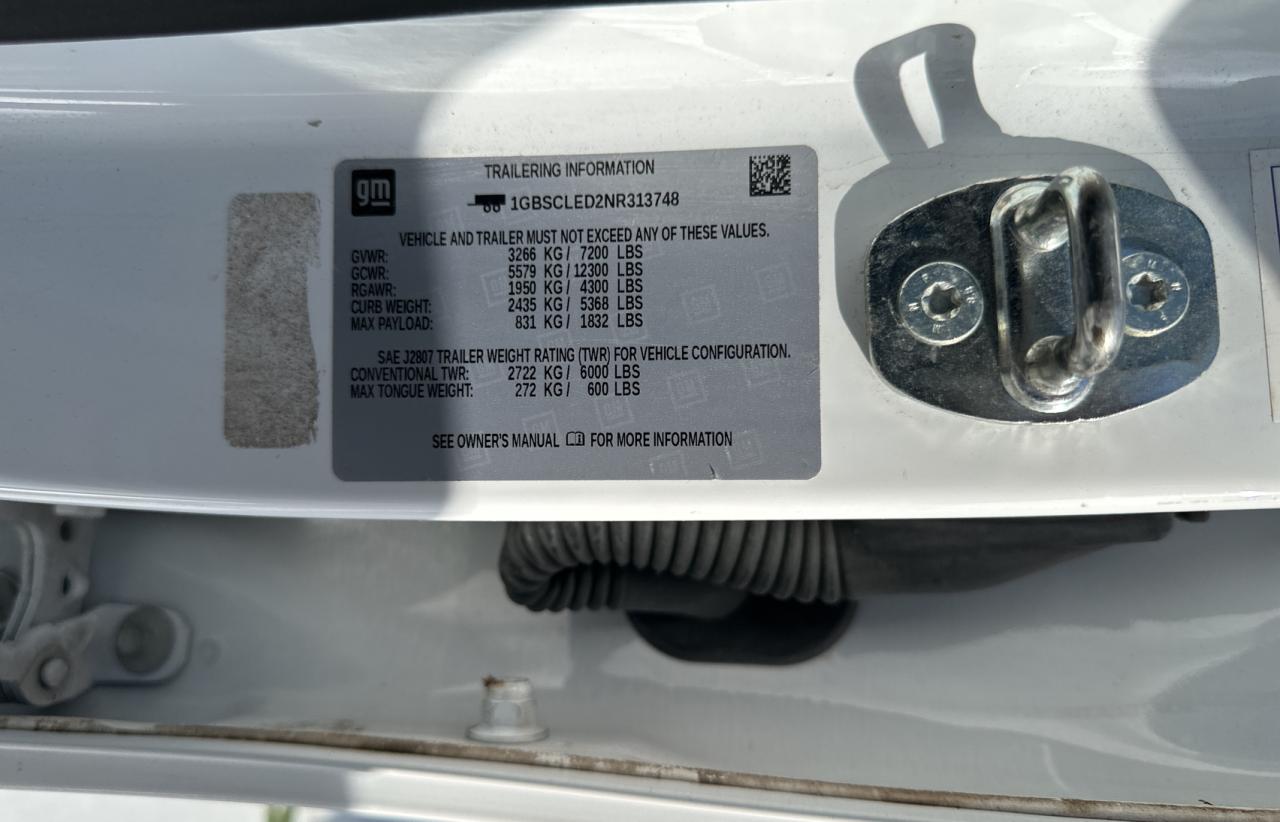 gm
TRAILERING INFORMATION
1GBSCLED2NR313748
VEHICLE AND TRAILER MUST NOT EXCEED ANY OF THESE VALUES.
GVWR: 3266 KG / 7200 LBS
GCWR: 5579 KG / 12300 LBS
RGAWR: 1950 KG / 4300 LBS
CURB WEIGHT: 2435 KG / 5368 LBS
MAX PAYLOAD: 831 KG / 1832 LBS
SAE J2807 TRAILER WEIGHT RATING (TWR) FOR VEHICLE CONFIGURATION.
CONVENTIONAL TWR: 2722 KG / 6000 LBS
MAX TONGUE WEIGHT: 272 KG / 600 LBS
SEE OWNER'S MANUAL FOR MORE INFORMATION